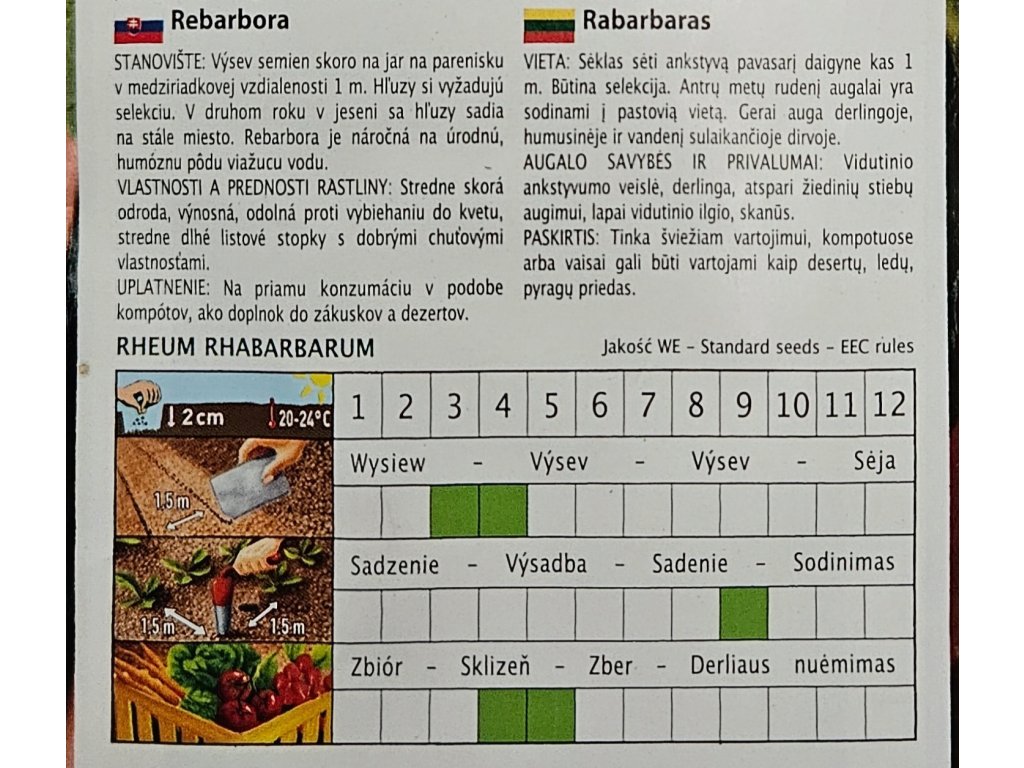 Rebarbora
STANOVIŠTE: Výsev semien skoro na jar na parenisku
v medziriadkovej vzdialenosti 1 m. Hľuzy si vyžadujú
selekciu. V druhom roku v jeseni sa hľuzy sadia
na stále miesto. Rebarbora je náročná na úrodnú,
humóznu pôdu viažucu vodu.
VLASTNOSTI A PREDNOSTI RASTLINY: Stredne skorá
odroda, výnosná, odolná proti vybiehaniu do kvetu,
stredne dlhé listové stopky s dobrými chuťovými
vlastnosťami.
UPLATNENIE: Na priamu konzumáciu v podobe
kompótov, ako doplnok do zákuskov a dezertov.
Rabarbaras
VIETA: Sėklas sėti ankstyvą pavasarį daigyne kas 1
m. Būtina selekcija. Antrų metų rudenį augalai yra
sodinami į pastovią vietą. Gerai auga derlingoje,
humusinėje ir vandenį sulaikančioje dirvoje.
AUGALO SAVYBĖS IR PRIVALUMAI: Vidutinio
ankstyvumo veislė, derlinga, atspari žiedinių stiebų
augimui, lapai vidutinio ilgio, skanūs.
PASKIRTIS: Tinka šviežiam vartojimui, kompotuose
arba vaisai gali būti vartojami kaip desertų, ledų,
pyragų priedas.
RHEUM RHABARBARUM
Jakość WE – Standard seeds – EEC rules
2 cm 20-24°C 1 2 3 4 5 6 7 8 9 10 11 12
Wysiew – Výsev – Výsev – Sėja
1,5 m
Sadzenie – Výsadba – Sadenie – Sodinimas
1,5 m 1,5 m
Zbiór – Sklizeň – Zber – Derliaus nuėmimas